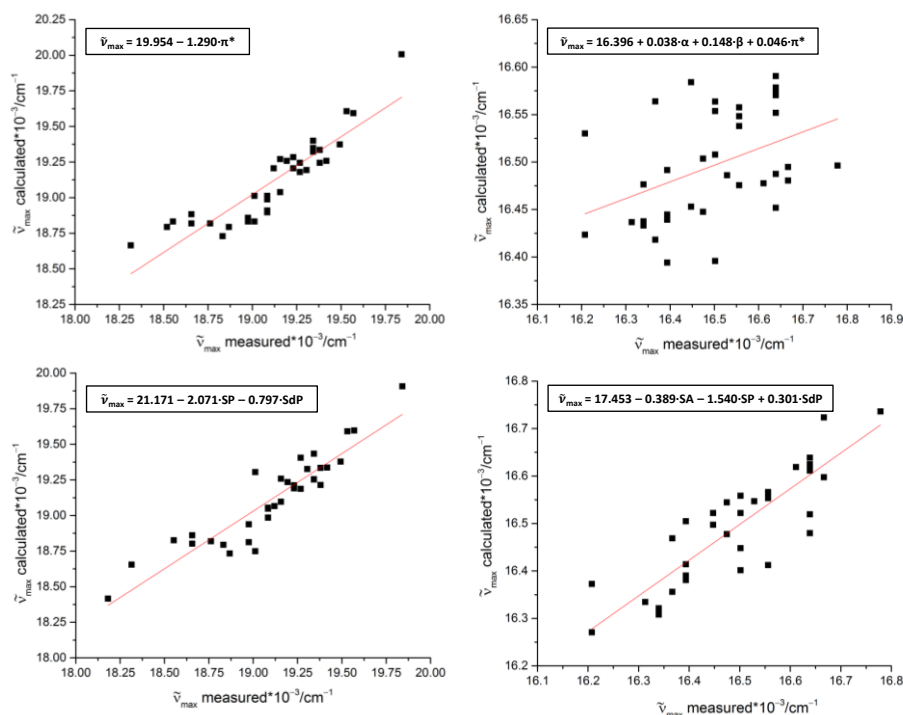 ṽmax = 19.954 – 1.290·π*
20.25
20.00
19.75
19.50
19.25
19.00
18.75
18.50
18.25
ṽmax calculated*10⁻³/cm⁻¹
18.00 18.25 18.50 18.75 19.00 19.25 19.50 19.75 20.00
ṽmax measured*10⁻³/cm⁻¹
ṽmax = 16.396 + 0.038·α + 0.148·β + 0.046·π*
16.65
16.60
16.55
16.50
16.45
16.40
16.35
ṽmax calculated*10⁻³/cm⁻¹
16.1 16.2 16.3 16.4 16.5 16.6 16.7 16.8 16.9
ṽmax measured*10⁻³/cm⁻¹
ṽmax = 21.171 – 2.071·SP – 0.797·SdP
20.00
19.75
19.50
19.25
19.00
18.75
18.50
18.25
18.00
ṽmax calculated*10⁻³/cm⁻¹
18.00 18.25 18.50 18.75 19.00 19.25 19.50 19.75 20.00
ṽmax measured*10⁻³/cm⁻¹
ṽmax = 17.453 – 0.389·SA – 1.540·SP + 0.301·SdP
16.8
16.7
16.6
16.5
16.4
16.3
16.2
ṽmax calculated*10⁻³/cm⁻¹
16.1 16.2 16.3 16.4 16.5 16.6 16.7 16.8
ṽmax measured*10⁻³/cm⁻¹